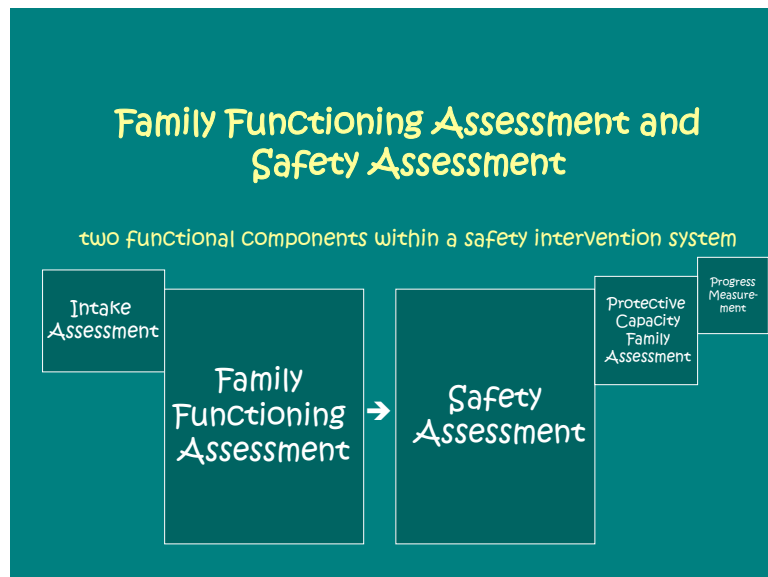 Family Functioning Assessment and
Safety Assessment
two functional components within a safety intervention system
Intake
Assessment
Family
Functioning
Assessment
➔
Safety
Assessment
Protective
Capacity
Family
Assessment
Progress
Measure-
ment